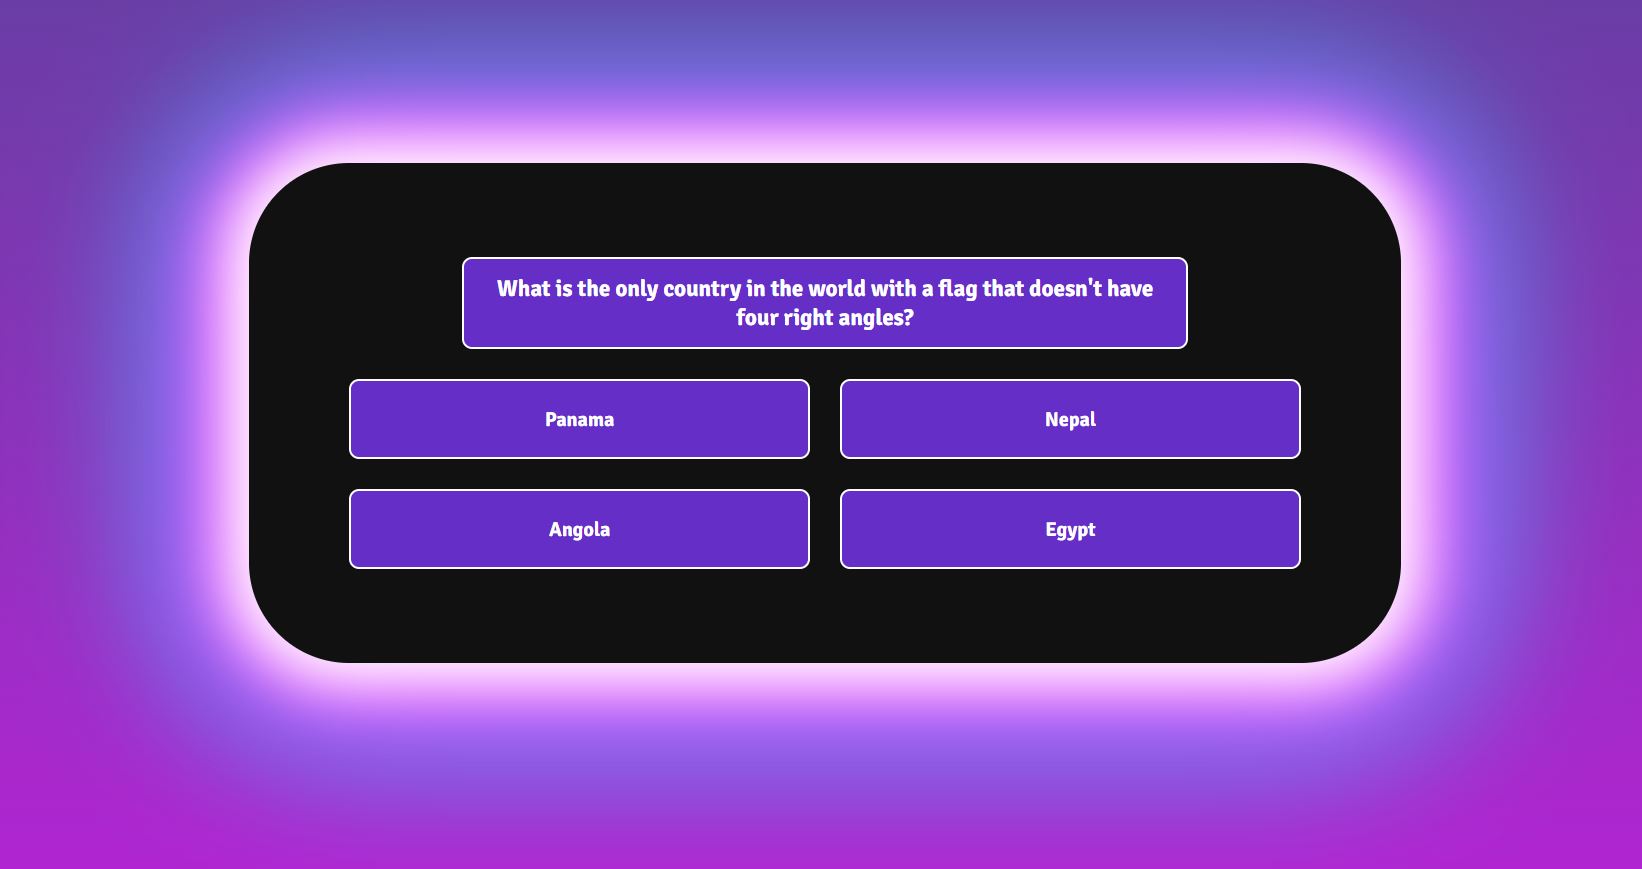 What is the only country in the world with a flag that doesn't have
four right angles?
Panama
Nepal
Angola
Egypt